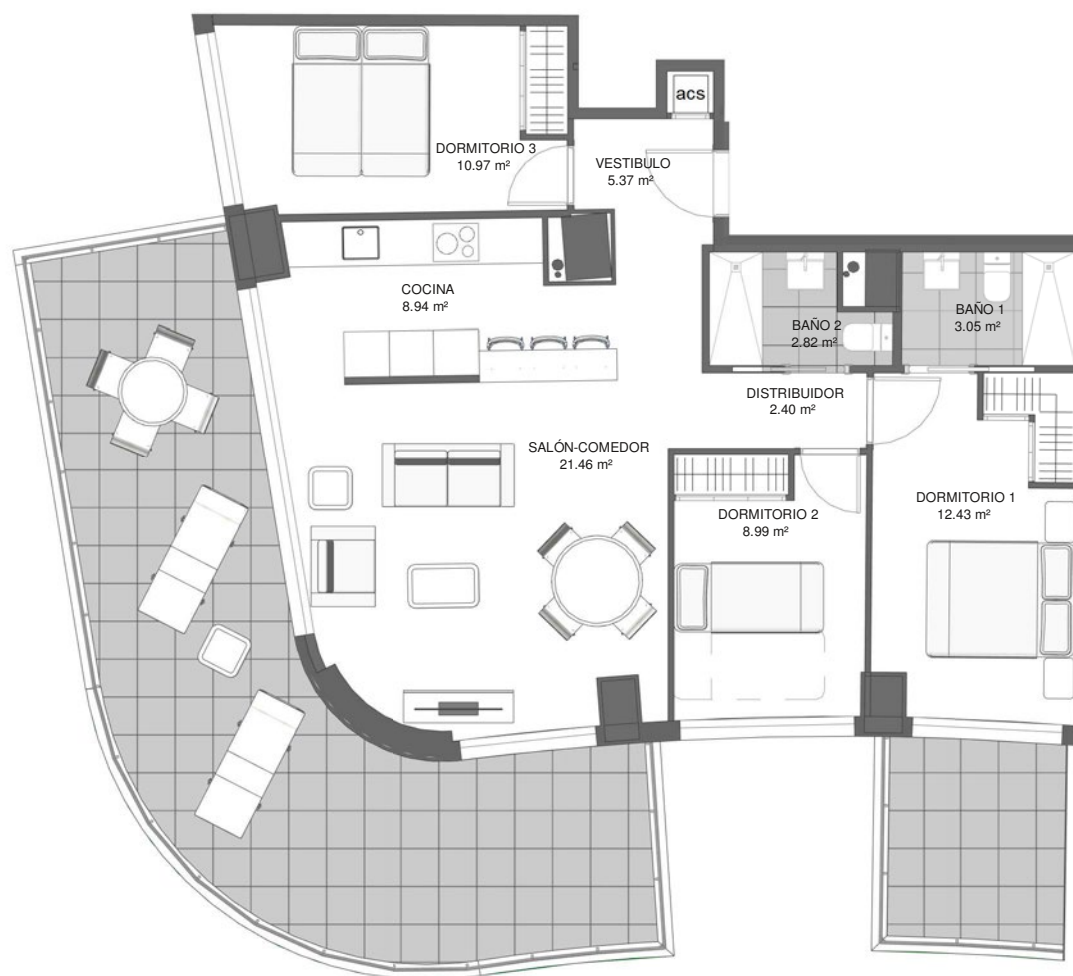 acs
DORMITORIO 3
10.97 m²
VESTIBULO
5.37 m²
COCINA
8.94 m²
BAÑO 2
2.82 m²
BAÑO 1
3.05 m²
DISTRIBUIDOR
2.40 m²
SALÓN-COMEDOR
21.46 m²
DORMITORIO 2
8.99 m²
DORMITORIO 1
12.43 m²